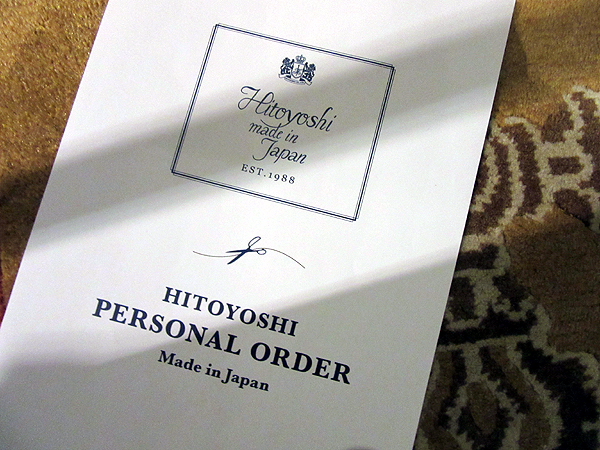 Hitoyoshi
made in
Japan
EST.1988
HITOYOSHI
PERSONAL ORDER
Made in Japan